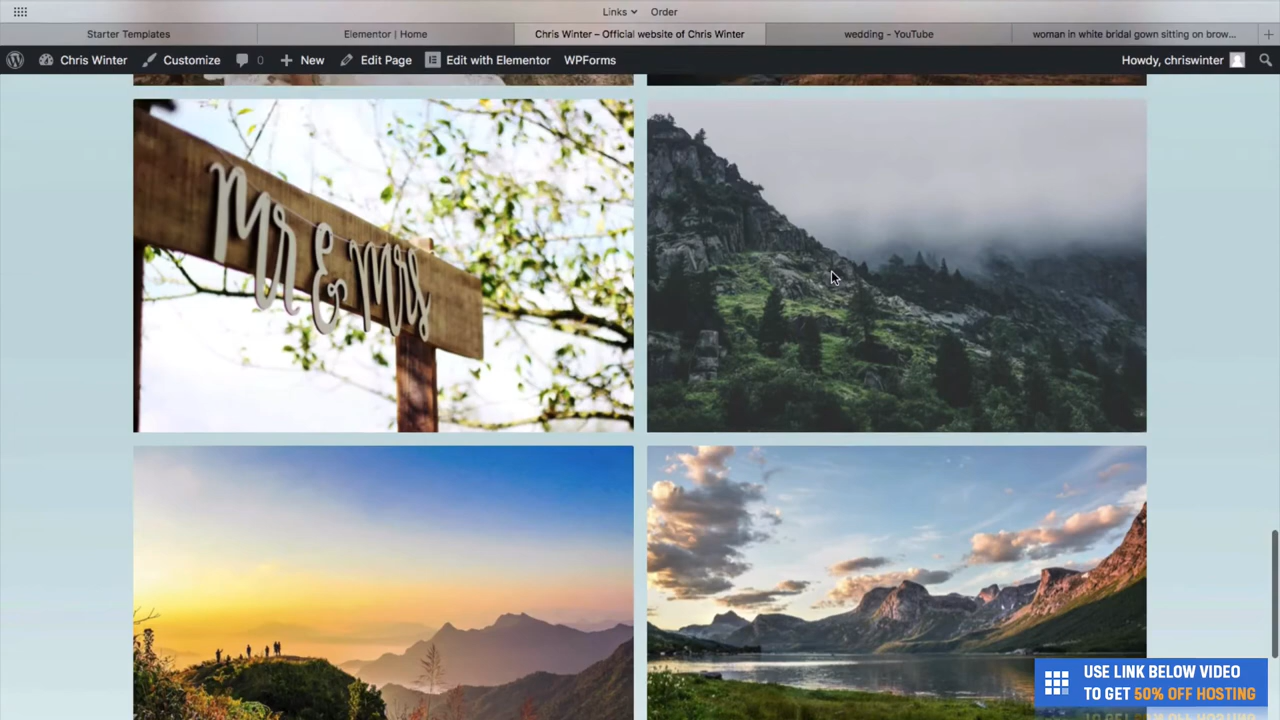 Links Order
Starter Templates
Elementor | Home
Chris Winter – Official website of Chris Winter
wedding - YouTube
woman in white bridal gown sitting on brow...
Chris Winter Customize 0 New Edit Page Edit with Elementor WPForms Howdy, chriswinter
Mr & Mrs
USE LINK BELOW VIDEO
TO GET 50% OFF HOSTING